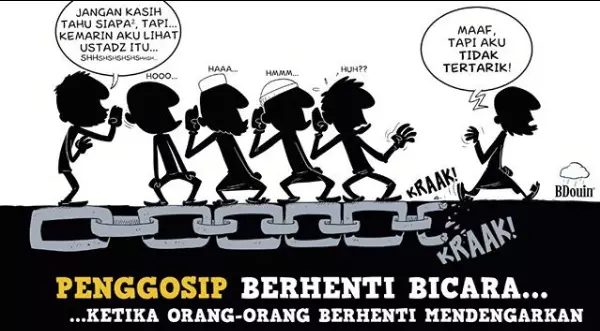 JANGAN KASIH
TAHU SIAPA², TAPI...
KEMARIN AKU LIHAT
USTADZ ITU...
SHHSHSHSHSHSHHSH...
HOOO...
HAAA...
HMMM...
HUH??
MAAF,
TAPI AKU
TIDAK
TERTARIK!
KRAAK!
KRAAK!
BDouin
PENGGOSIP BERHENTI BICARA...
...KETIKA ORANG-ORANG BERHENTI MENDENGARKAN